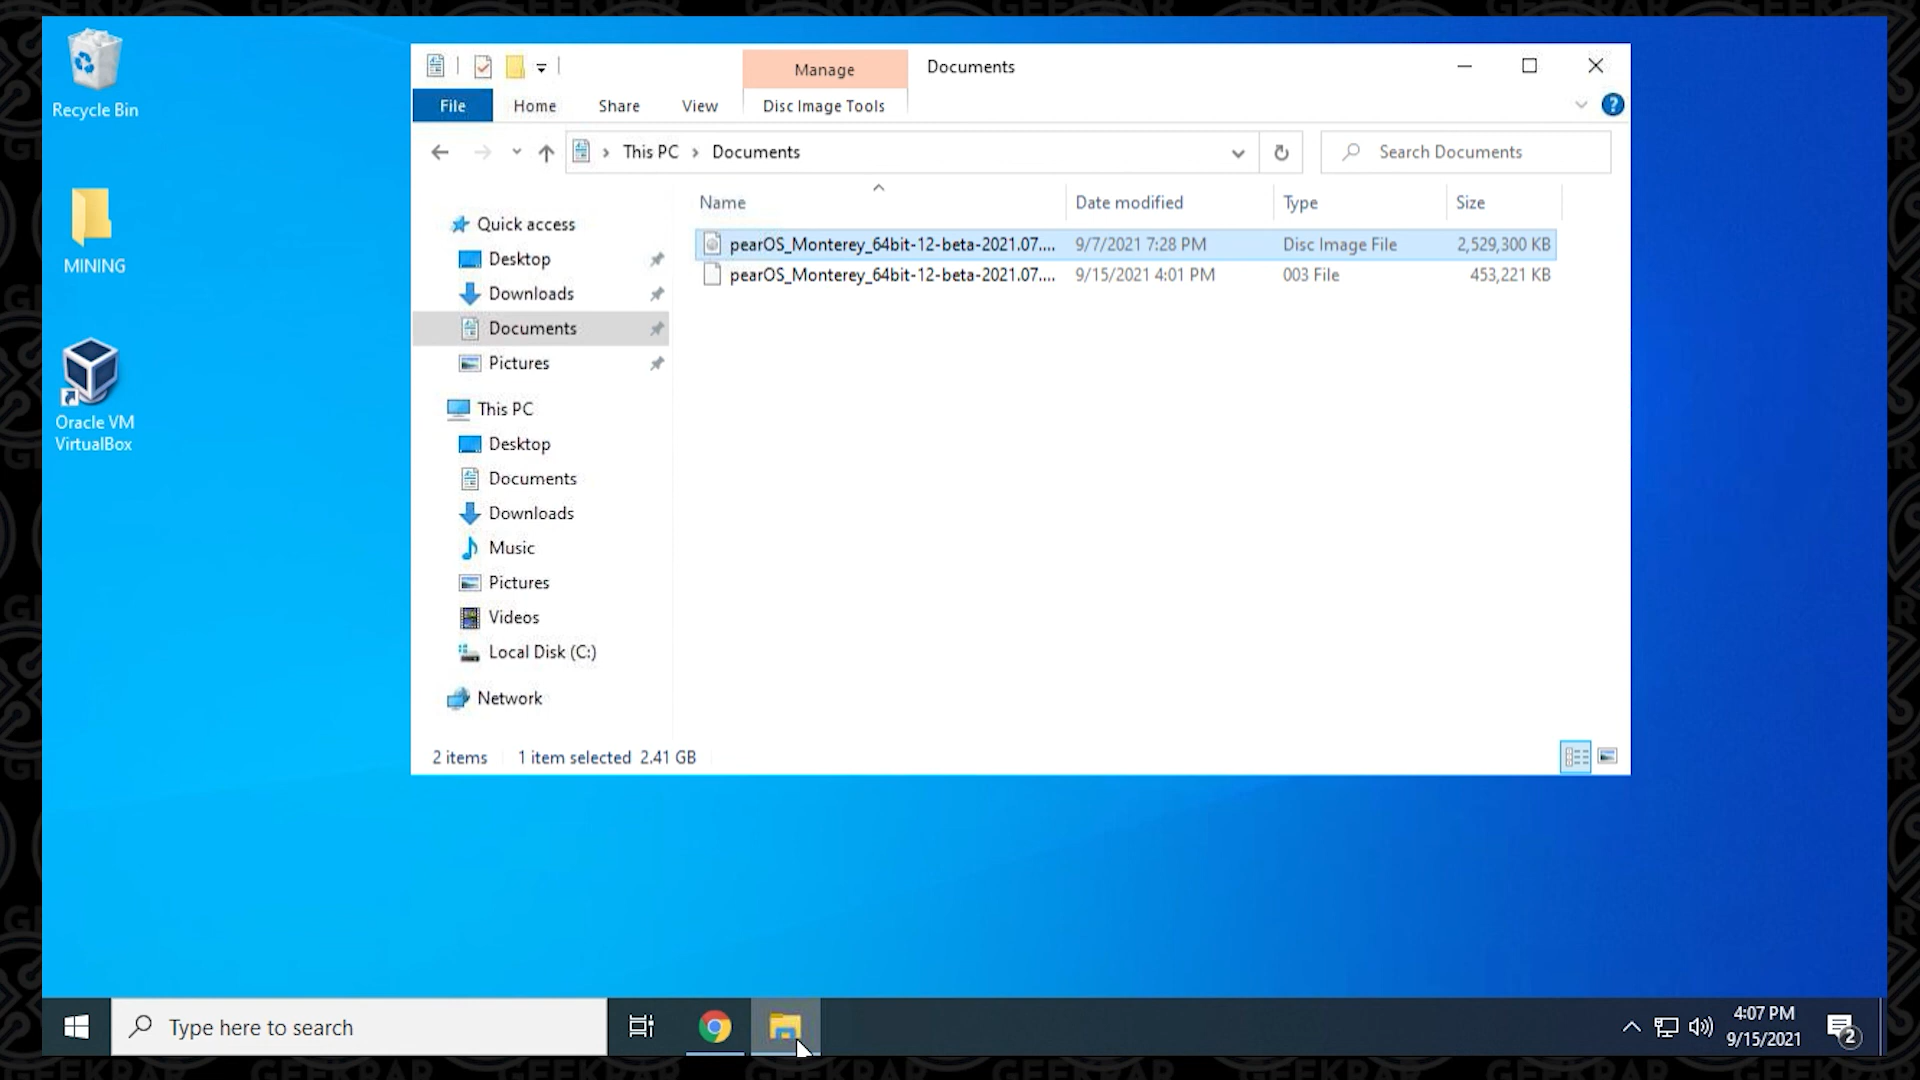 Recycle Bin
MINING
Oracle VM
VirtualBox
Manage
Documents
File
Home
Share
View
Disc Image Tools
?
This PC
Documents
Search Documents
Name
Date modified
Type
Size
pearOS_Monterey_64bit-12-beta-2021.07....
9/7/2021 7:28 PM
Disc Image File
2,529,300 KB
pearOS_Monterey_64bit-12-beta-2021.07....
9/15/2021 4:01 PM
003 File
453,221 KB
Quick access
Desktop
Downloads
Documents
Pictures
This PC
Desktop
Documents
Downloads
Music
Pictures
Videos
Local Disk (C:)
Network
2 items
1 item selected 2.41 GB
Type here to search
4:07 PM
9/15/2021
2